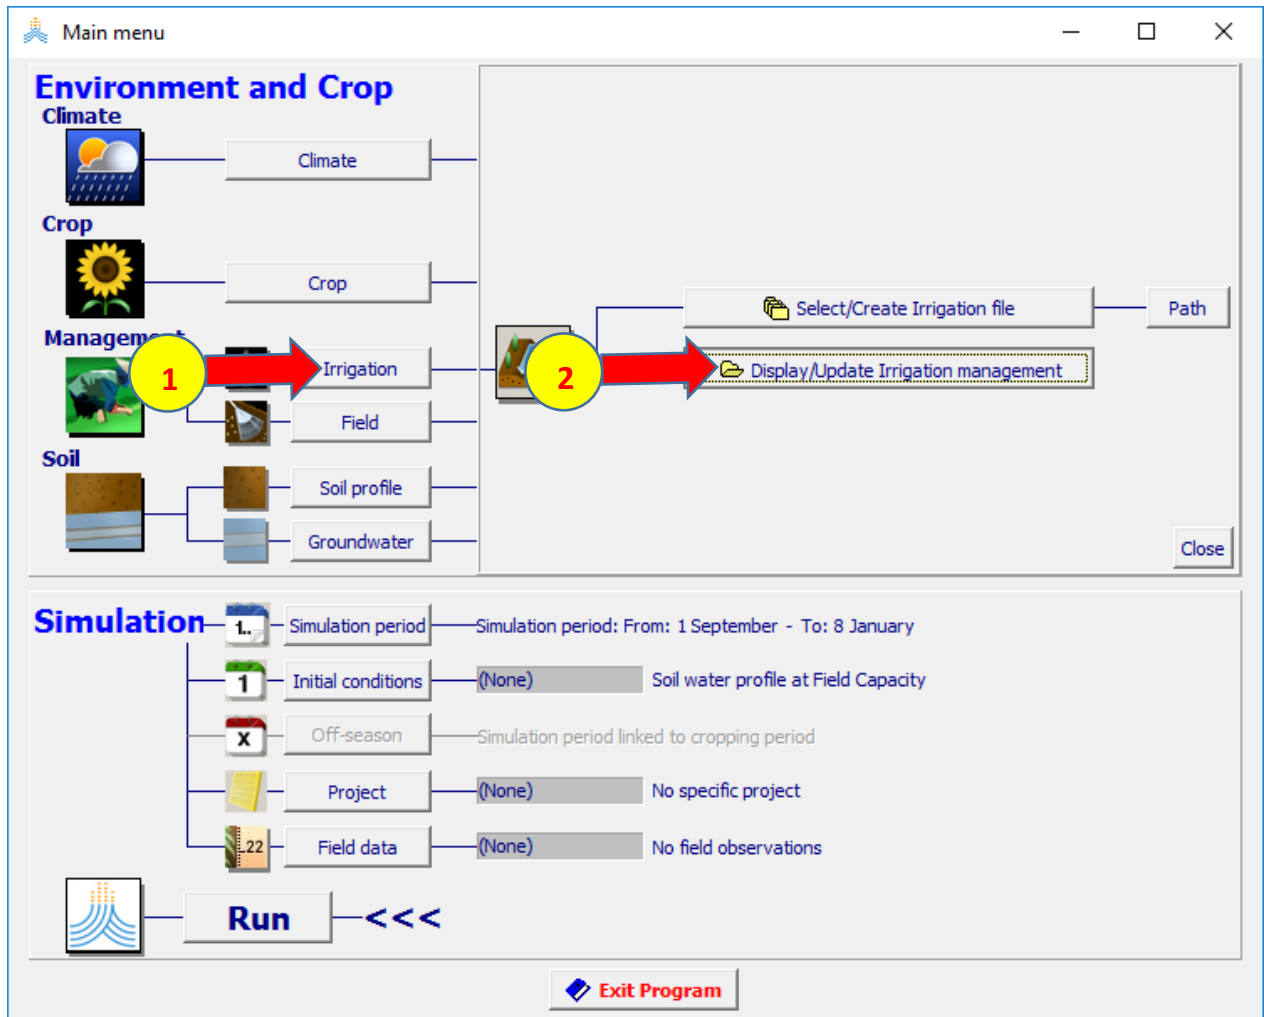 Main menu
Environment and Crop
Climate
Climate
Crop
Crop
Select/Create Irrigation file
Path
Management
1
Irrigation
2
Display/Update Irrigation management
Field
Soil
Soil profile
Groundwater
Close
Simulation
1..
Simulation period
Simulation period: From: 1 September - To: 8 January
1
Initial conditions
(None)
Soil water profile at Field Capacity
x
Off-season
Simulation period linked to cropping period
Project
(None)
No specific project
22
Field data
(None)
No field observations
Run
<<<
Exit Program